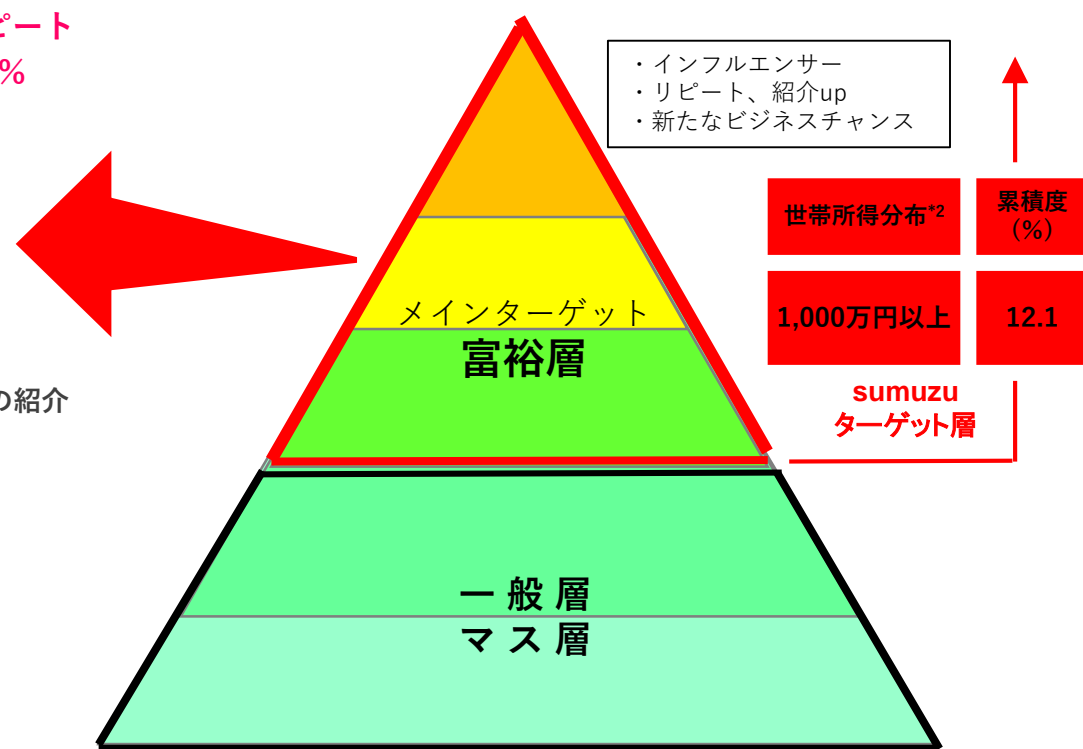 ピート
%
・インフルエンサー
・リピート、紹介up
・新たなビジネスチャンス
世帯所得分布*2
累積度
(%)
メインターゲット
富裕層
1,000万円以上
12.1
の紹介
sumuzu
ターゲット層
一 般 層
マ ス 層